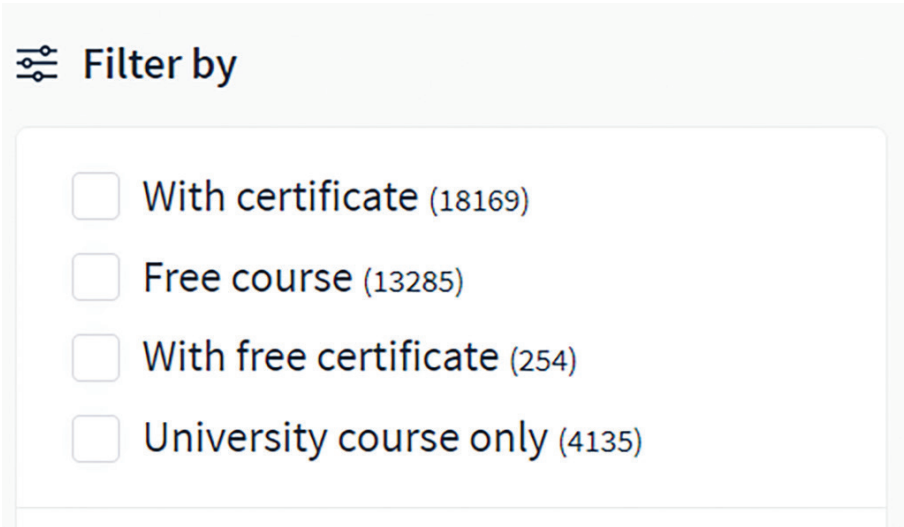 Filter by
With certificate (18169)
Free course (13285)
With free certificate (254)
University course only (4135)